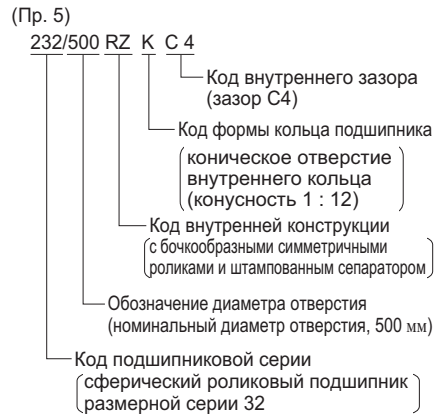 (Пр. 5)
232/500 RZ K C 4
Код внутреннего зазора
(зазор C4)
Код формы кольца подшипника
коническое отверстие
внутреннего кольца
(конусность 1 : 12)
Код внутренней конструкции
с бочкообразными симметричными
роликами и штампованным сепаратором
Обозначение диаметра отверстия
(номинальный диаметр отверстия, 500 мм)
Код подшипниковой серии
сферический роликовый подшипник
размерной серии 32